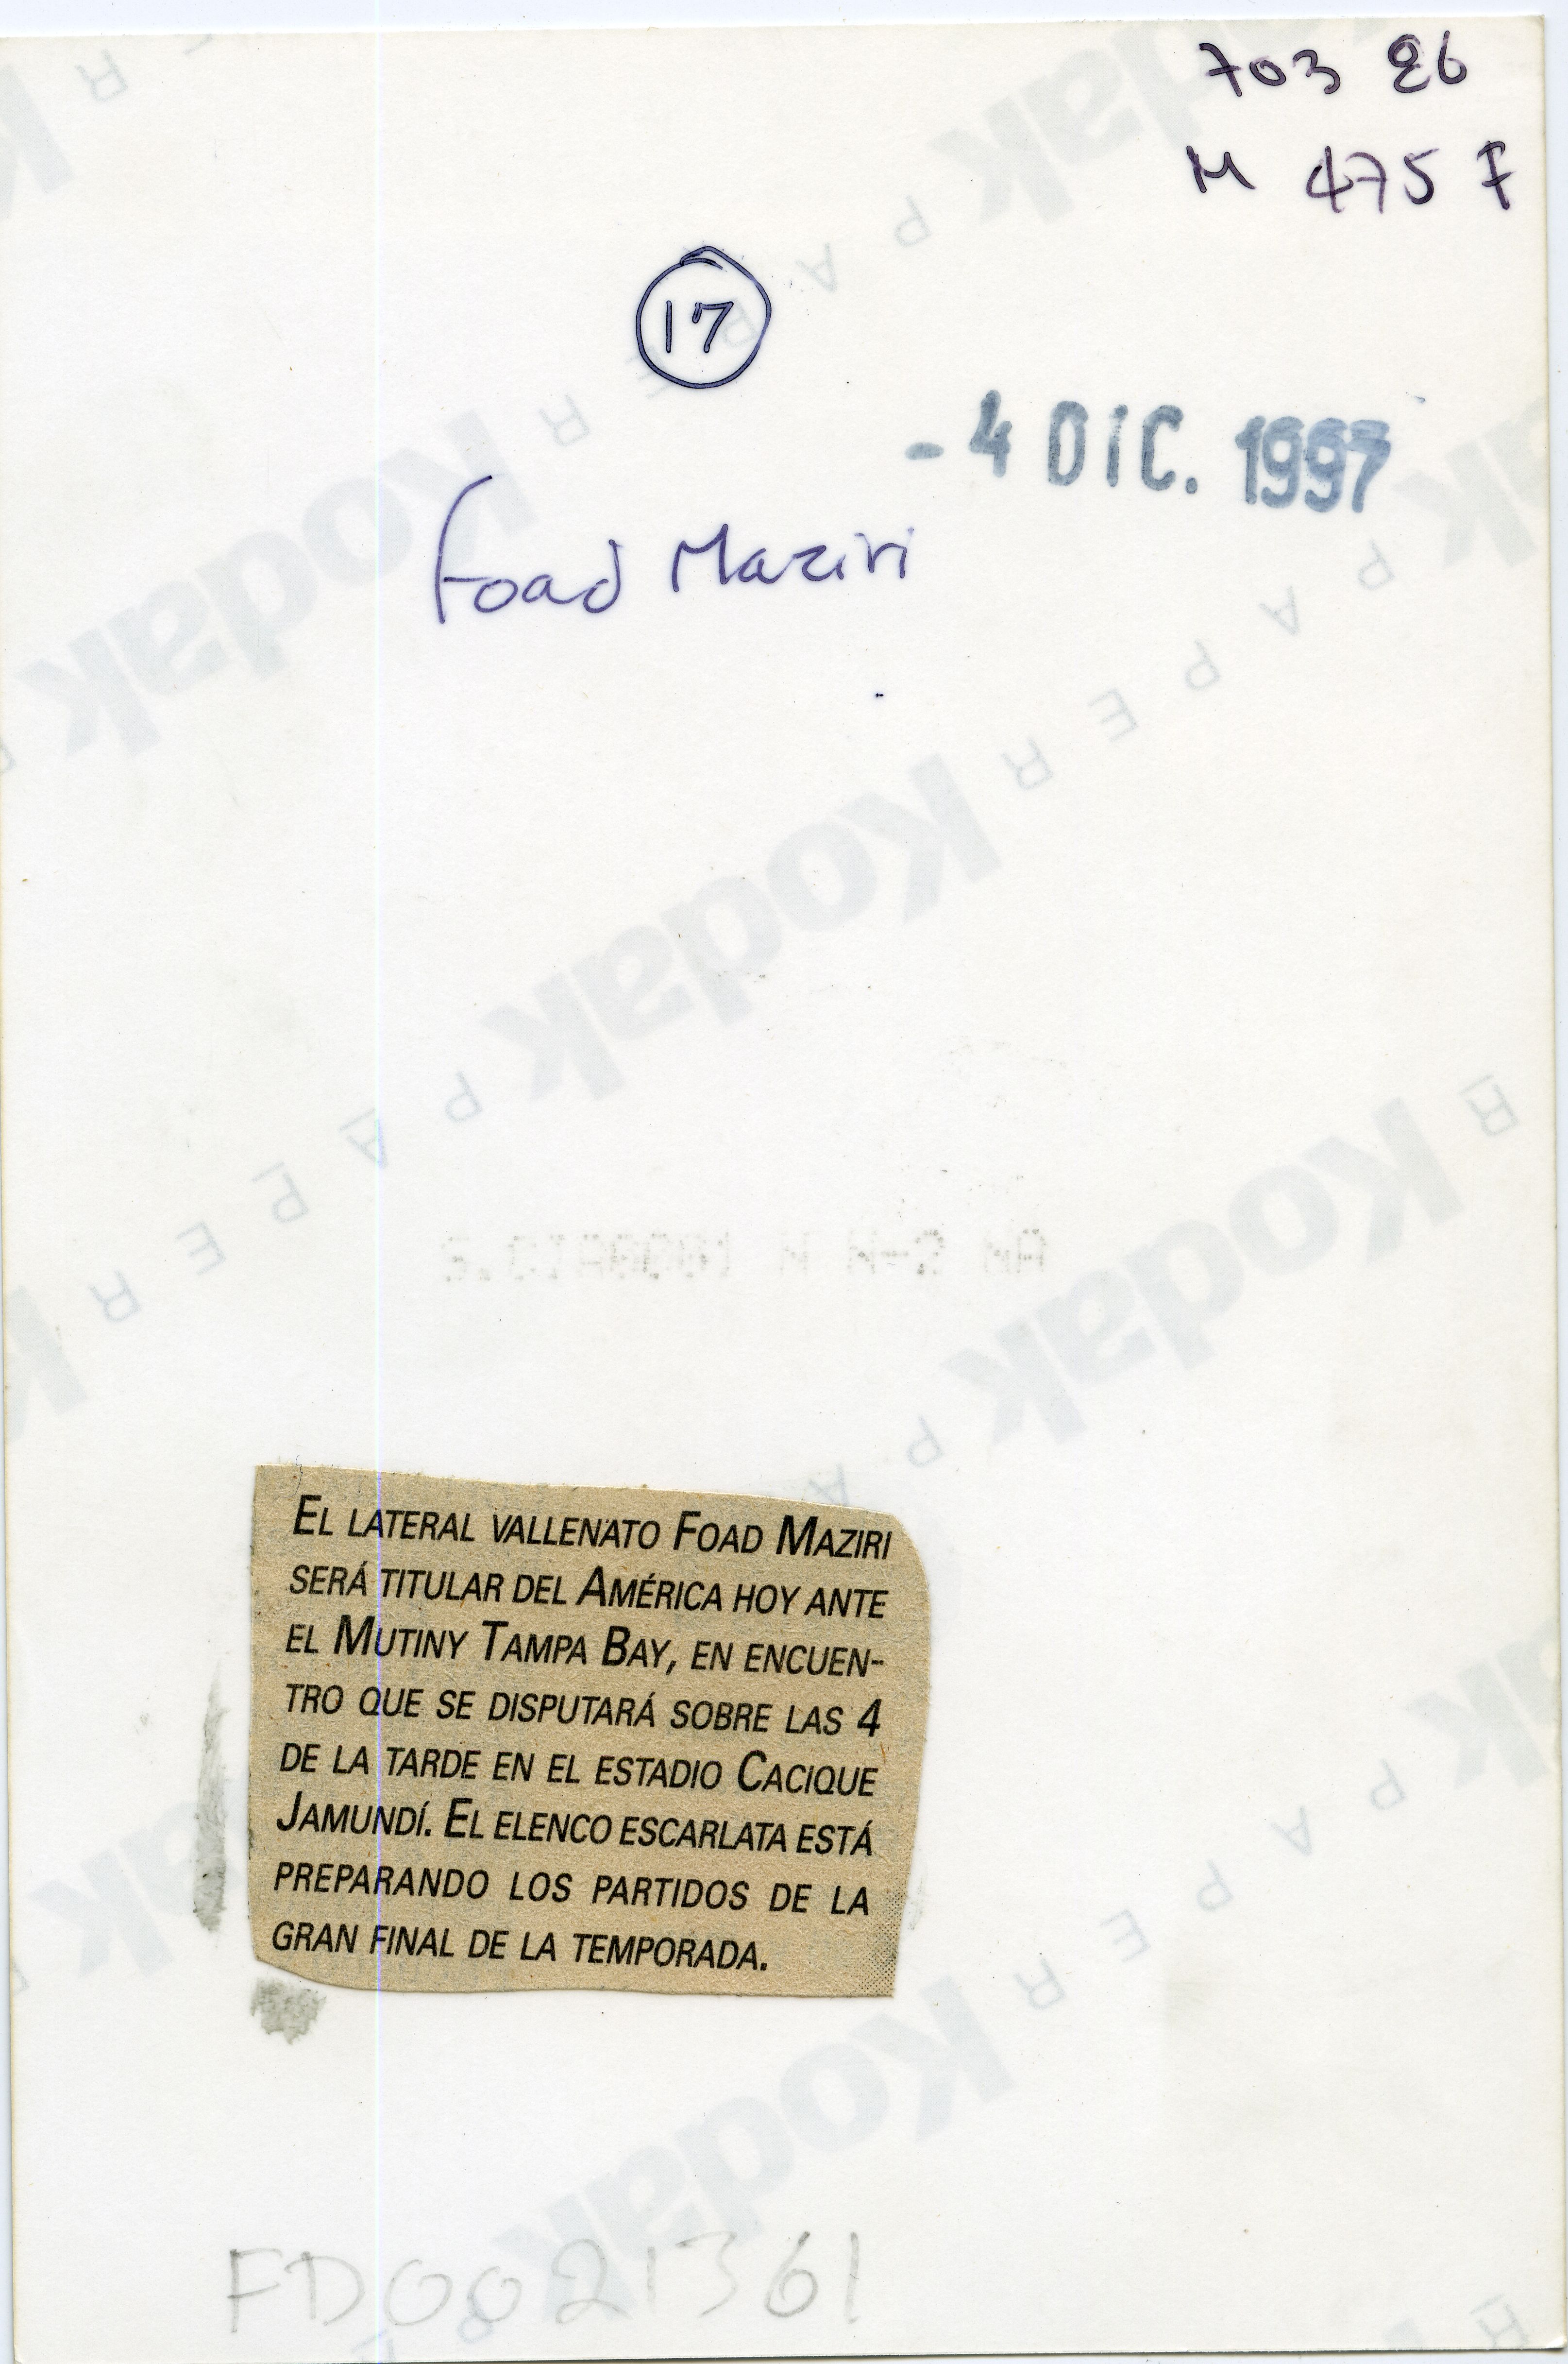 703 26
M 475 F
17
- 4 DIC. 1997
Foad Maziri
EL LATERAL VALLENATO FOAD MAZIRI
SERÁ TITULAR DEL AMÉRICA HOY ANTE
EL MUTINY TAMPA BAY, EN ENCUEN-
TRO QUE SE DISPUTARÁ SOBRE LAS 4
DE LA TARDE EN EL ESTADIO CACIQUE
JAMUNDÍ. EL ELENCO ESCARLATA ESTÁ
PREPARANDO LOS PARTIDOS DE LA
GRAN FINAL DE LA TEMPORADA.
FD0021361
Kodak
PAPER